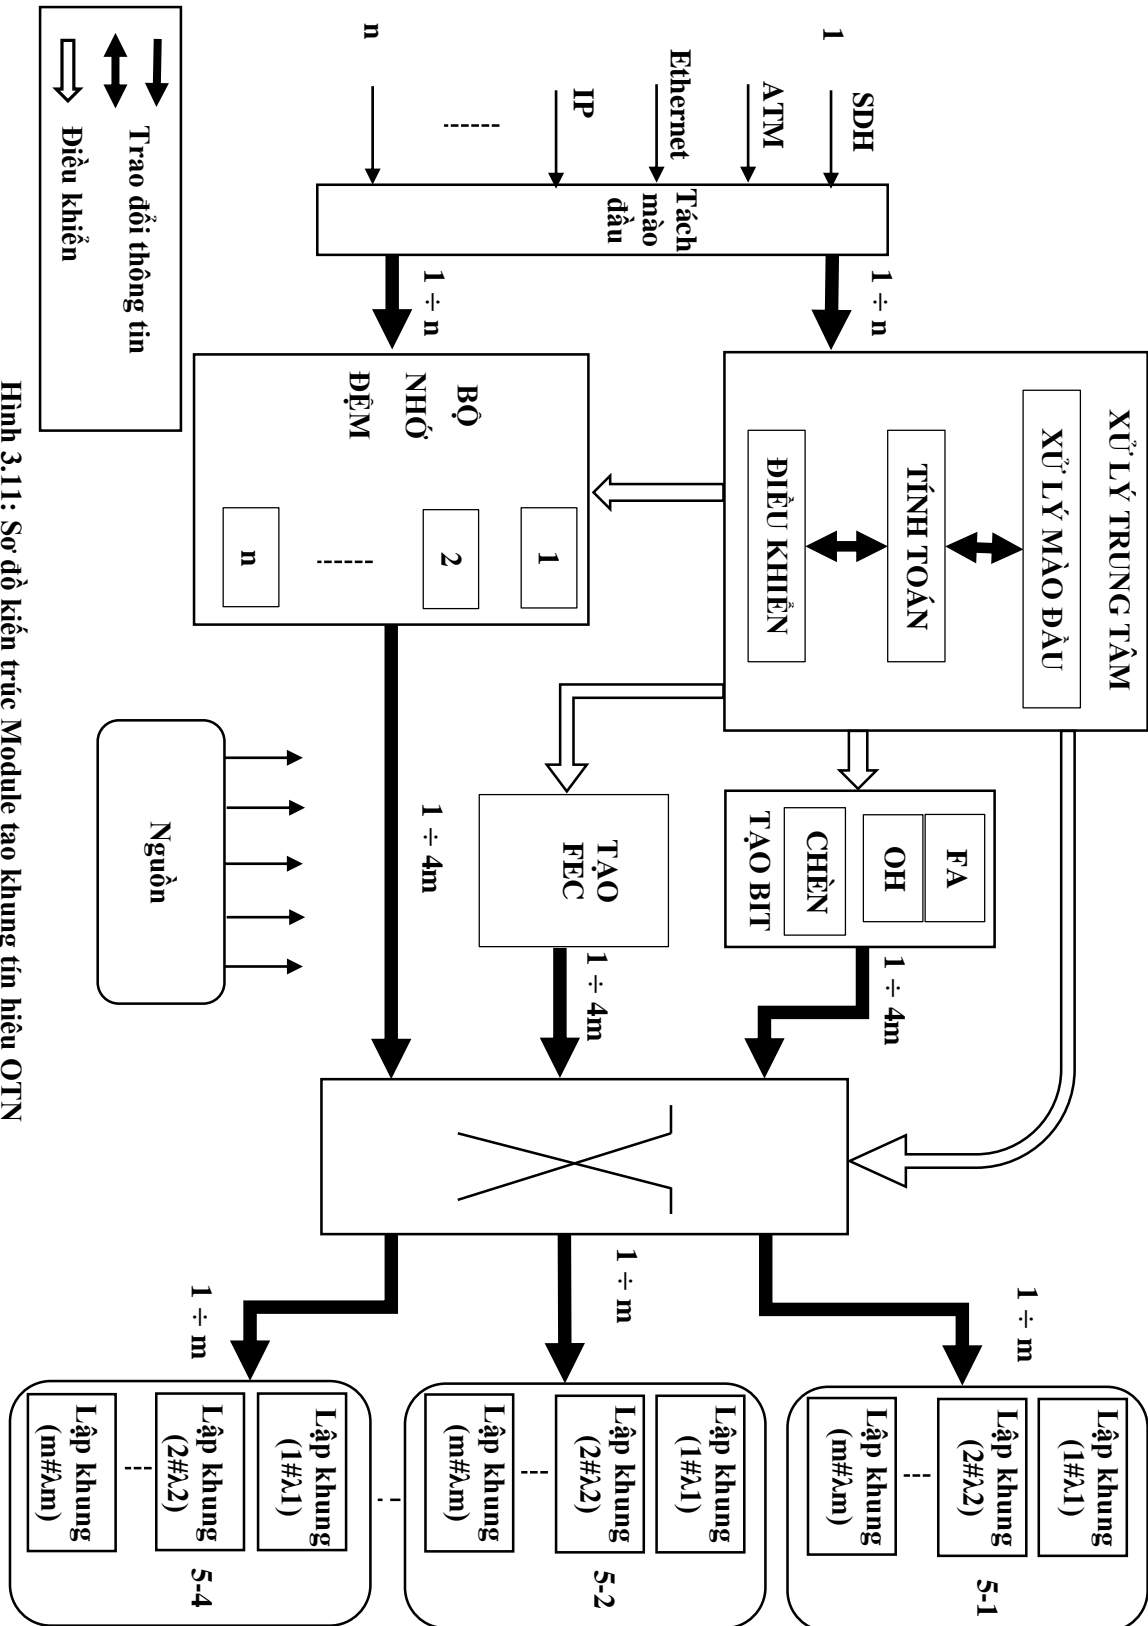 1
SDH
ATM
Ethernet
IP
------
n
Tách
mào
đầu
1 ÷ n
1 ÷ n
XỬ LÝ TRUNG TÂM
XỬ LÝ MÀO ĐẦU
TÍNH TOÁN
ĐIỀU KHIỂN
BỘ
NHỚ
ĐỆM
1
2
------
n
FA
OH
CHÈN
TẠO BIT
TẠO
FEC
1 ÷ 4m
1 ÷ 4m
1 ÷ 4m
Nguồn
1 ÷ m
1 ÷ m
1 ÷ m
Lập khung
(1#λ1)
Lập khung
(2#λ2)
----
Lập khung
(m#λm)
5-1
Lập khung
(1#λ1)
Lập khung
(2#λ2)
----
Lập khung
(m#λm)
5-2
Lập khung
(1#λ1)
Lập khung
(2#λ2)
----
Lập khung
(m#λm)
5-4
Trao đổi thông tin
Điều khiển
Hình 3.11: Sơ đồ kiến trúc Module tạo khung tín hiệu OTN